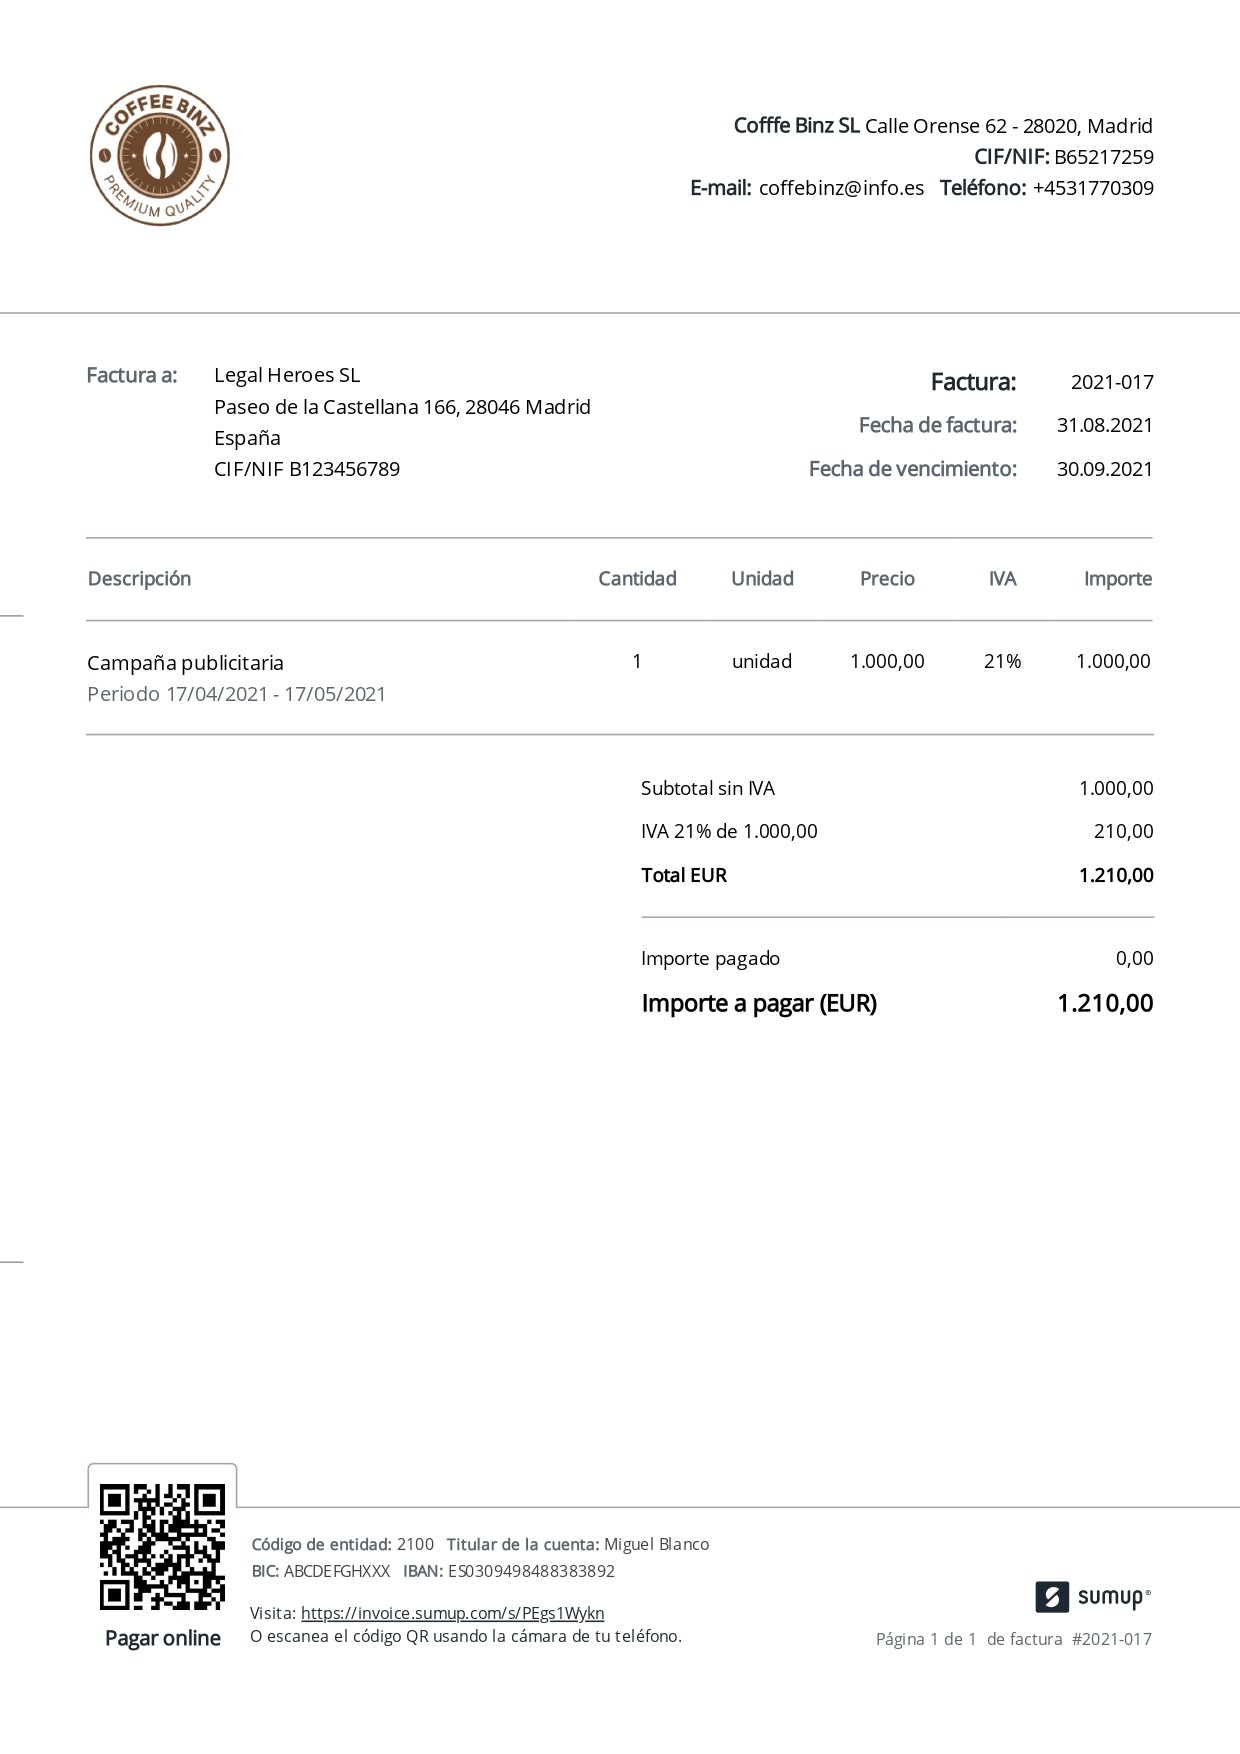 COFFEE BINZ
PREMIUM QUALITY
Cofffe Binz SL Calle Orense 62 - 28020, Madrid
CIF/NIF: B65217259
E-mail: coffebinz@info.es Teléfono: +4531770309
Factura a: Legal Heroes SL
Paseo de la Castellana 166, 28046 Madrid
España
CIF/NIF B123456789
Factura: 2021-017
Fecha de factura: 31.08.2021
Fecha de vencimiento: 30.09.2021
Descripción Cantidad Unidad Precio IVA Importe
Campaña publicitaria 1 unidad 1.000,00 21% 1.000,00
Periodo 17/04/2021 - 17/05/2021
Subtotal sin IVA 1.000,00
IVA 21% de 1.000,00 210,00
Total EUR 1.210,00
Importe pagado 0,00
Importe a pagar (EUR) 1.210,00
Código de entidad: 2100 Titular de la cuenta: Miguel Blanco
BIC: ABCDEFGHXXX IBAN: ES0309498488383892
Visita: https://invoice.sumup.com/s/PEgs1Wykn
O escanea el código QR usando la cámara de tu teléfono.
Pagar online
sumup®
Página 1 de 1 de factura #2021-017